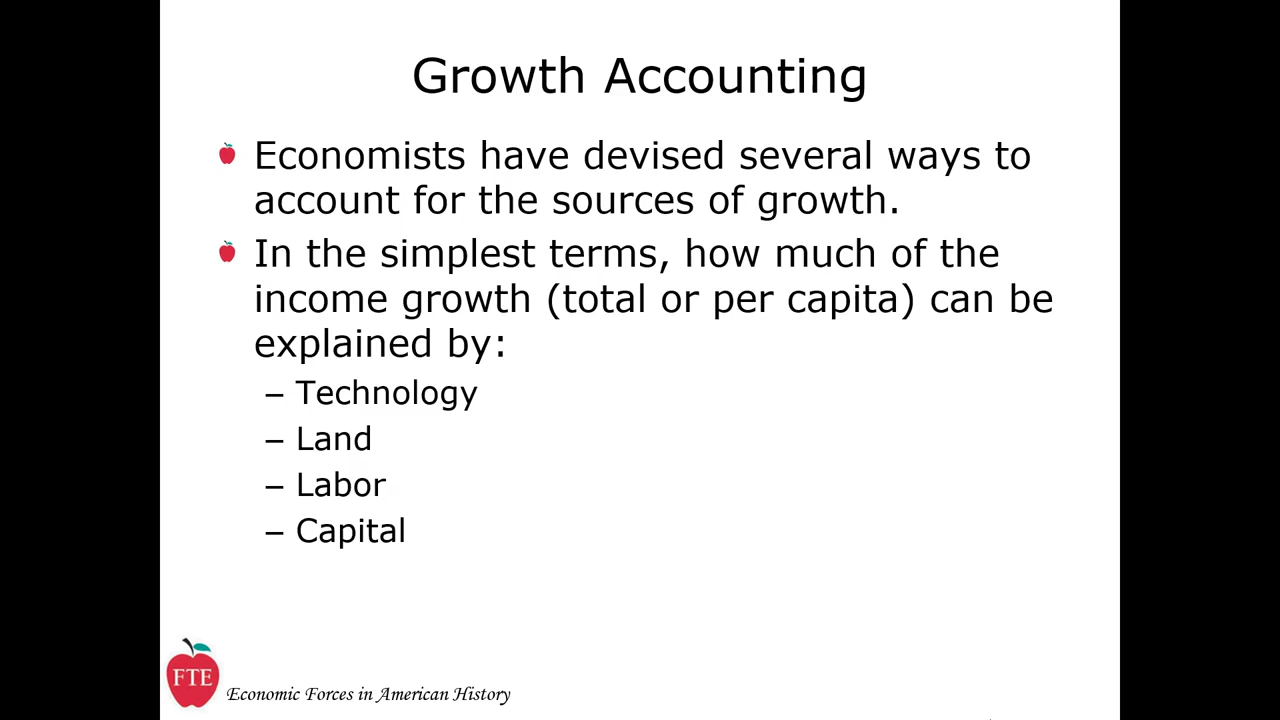 Growth Accounting
Economists have devised several ways to
account for the sources of growth.
In the simplest terms, how much of the
income growth (total or per capita) can be
explained by:
– Technology
– Land
– Labor
– Capital
FTE
Economic Forces in American History